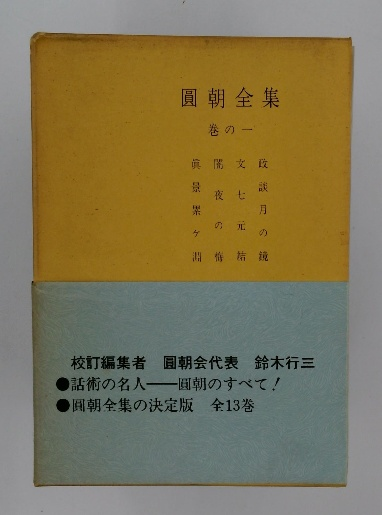 圓朝全集
巻の一
政談月の鏡
文七元結
闇夜の梅
眞景累ヶ淵
校訂編集者　圓朝会代表　鈴木行三
●話術の名人――圓朝のすべて！
●圓朝全集の決定版　全13巻